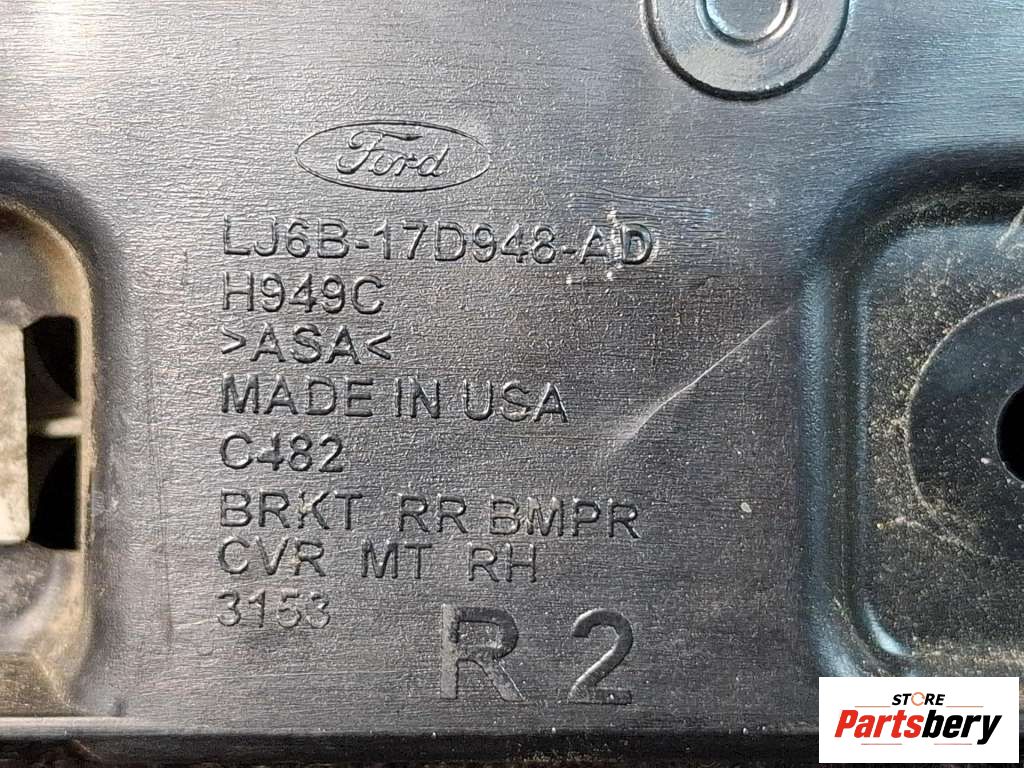 Ford
LJ6B-17D948-AD
H949C
>ASA<
MADE IN USA
C482
BRKT RR BMPR
CVR MT RH
3153
R 2
STORE
Partsbery